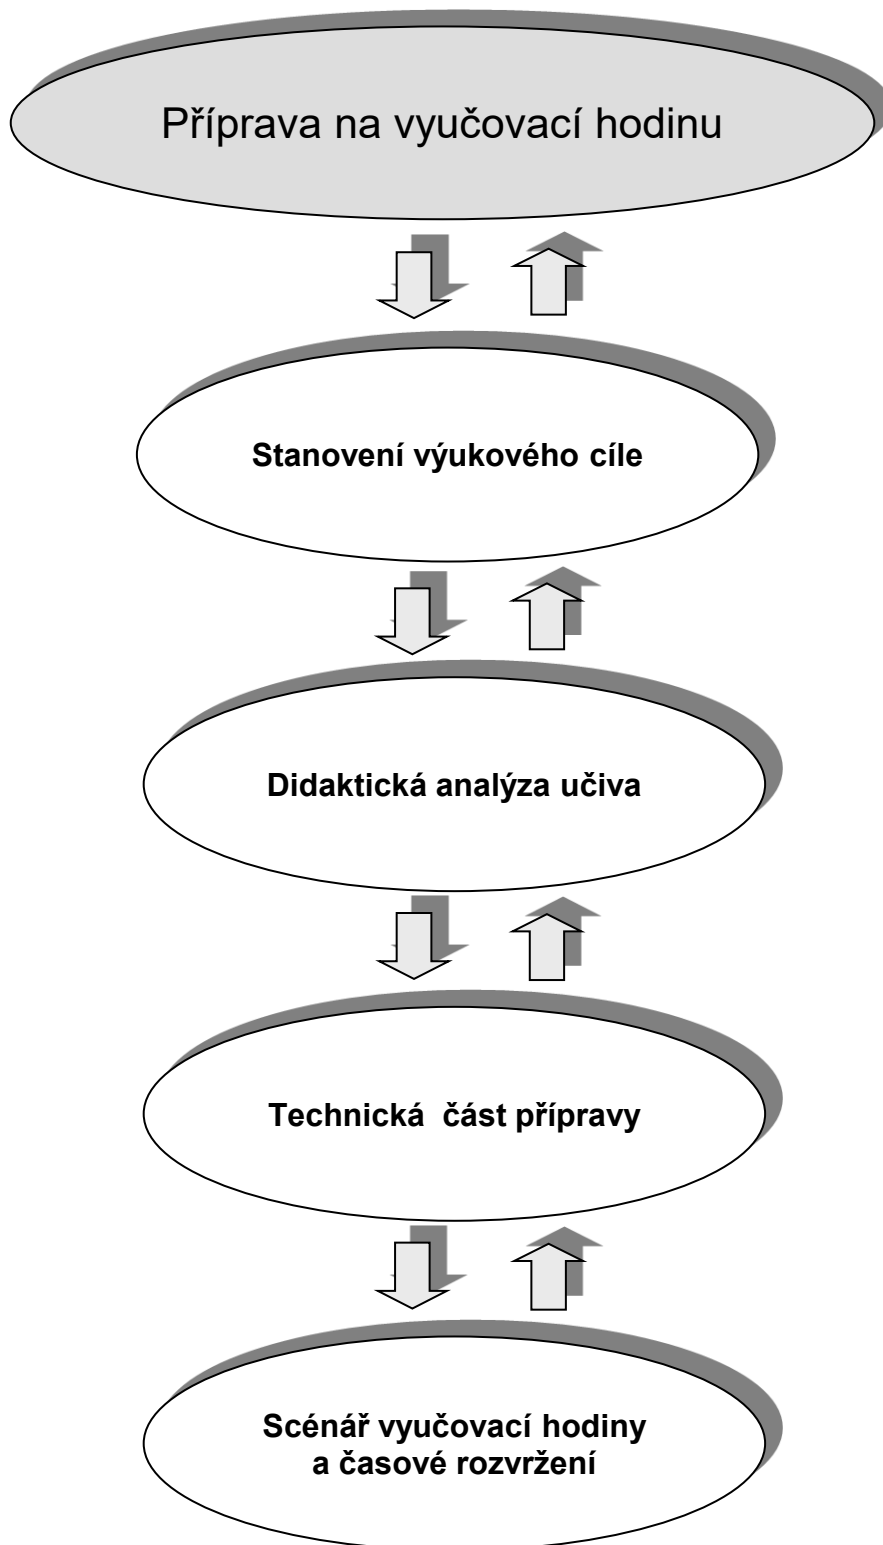 Příprava na vyučovací hodinu
Stanovení výukového cíle
Didaktická analýza učiva
Technická  část přípravy
Scénář vyučovací hodiny
a časové rozvržení